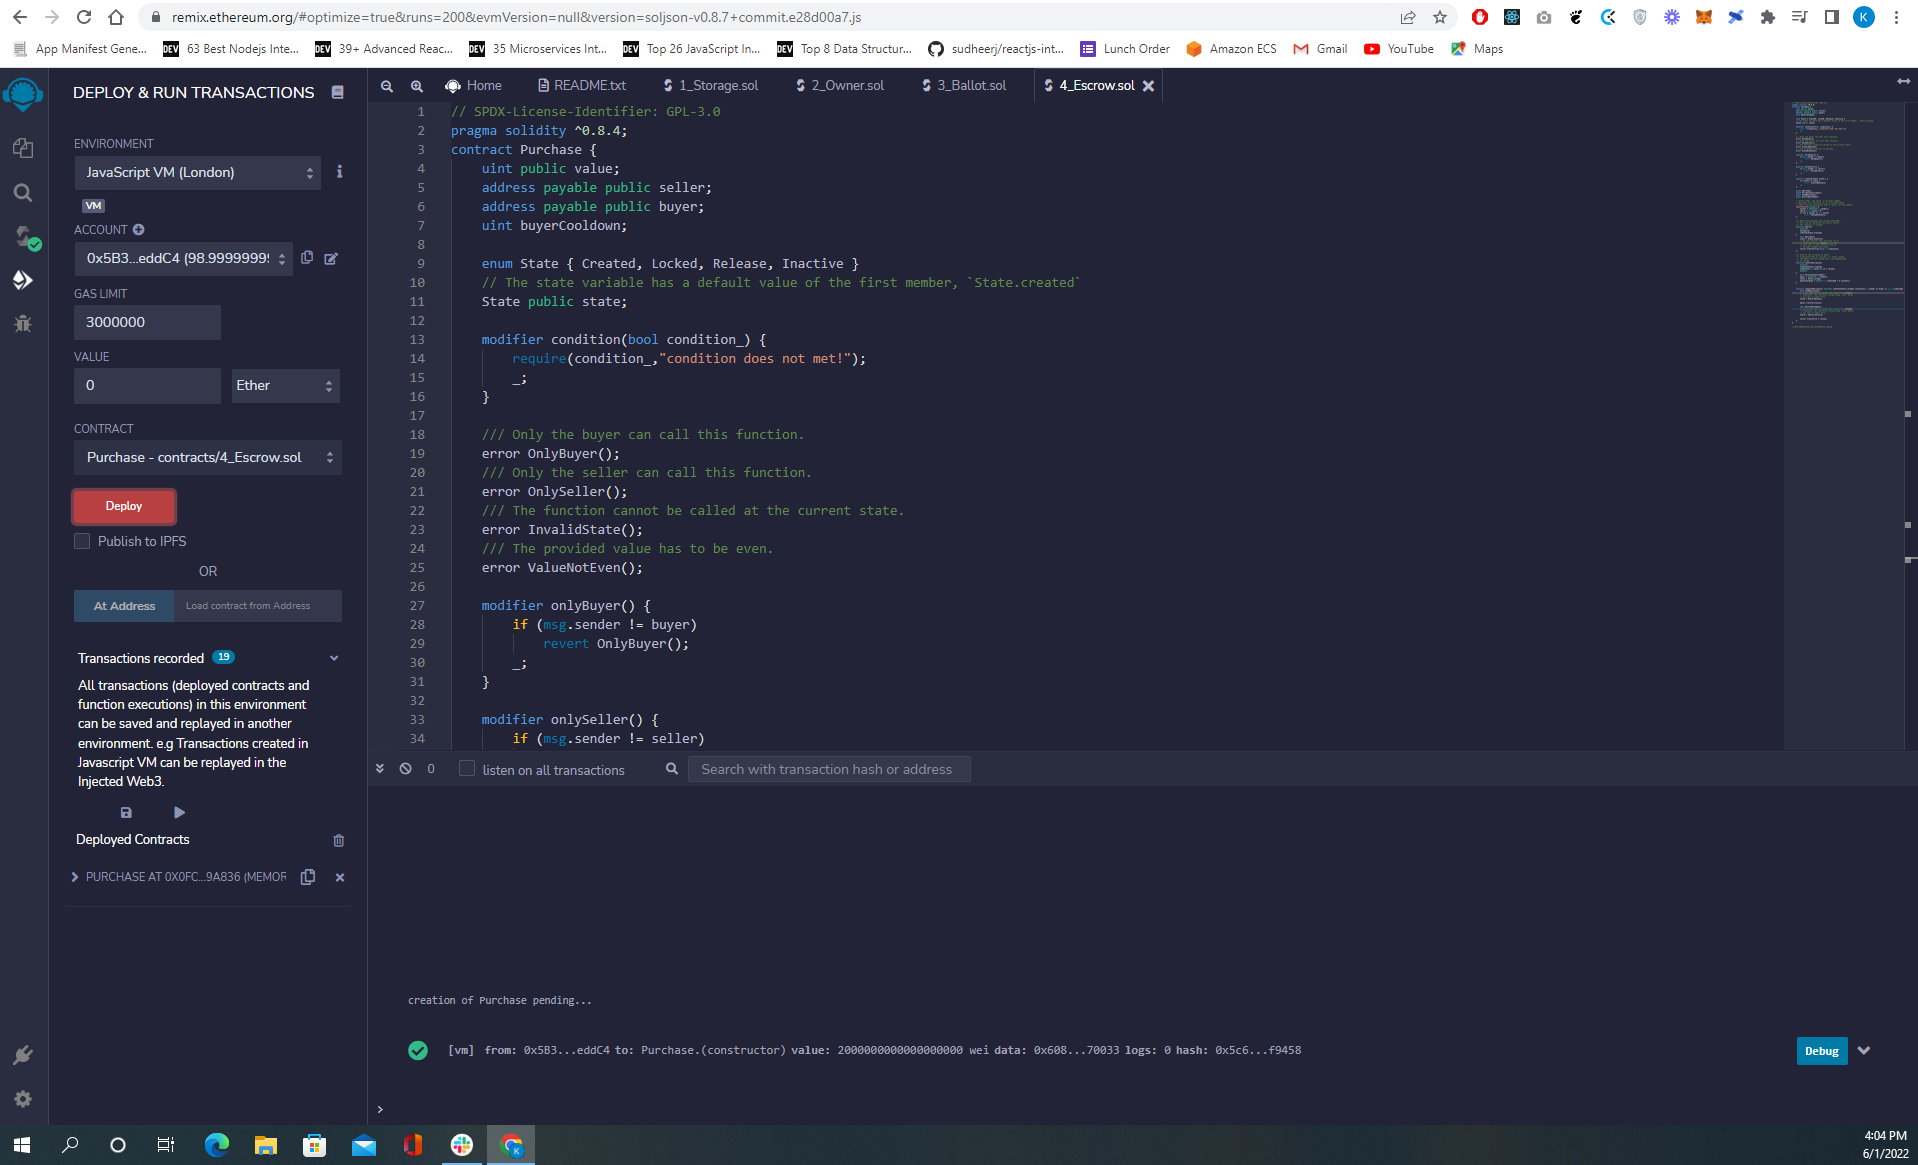 remix.ethereum.org/#optimize=true&runs=200&evmVersion=null&version=soljson-v0.8.7+commit.e28d00a7.js
K
App Manifest Gene...
DEV 63 Best Nodejs Inte...
DEV 39+ Advanced Reac...
DEV 35 Microservices Int...
DEV Top 26 JavaScript In...
DEV Top 8 Data Structur...
sudheerj/reactjs-int...
Lunch Order
Amazon ECS
Gmail
YouTube
Maps
DEPLOY & RUN TRANSACTIONS
ENVIRONMENT
JavaScript VM (London)
VM
ACCOUNT
0x5B3...eddC4 (98.99999999
GAS LIMIT
3000000
VALUE
0
Ether
CONTRACT
Purchase - contracts/4_Escrow.sol
Deploy
Publish to IPFS
OR
At Address
Load contract from Address
Transactions recorded 19
All transactions (deployed contracts and
function executions) in this environment
can be saved and replayed in another
environment. e.g Transactions created in
Javascript VM can be replayed in the
Injected Web3.
Deployed Contracts
PURCHASE AT 0X0FC...9A836 (MEMOR
Home
README.txt
1_Storage.sol
2_Owner.sol
3_Ballot.sol
4_Escrow.sol
1 // SPDX-License-Identifier: GPL-3.0
2 pragma solidity ^0.8.4;
3 contract Purchase {
4 uint public value;
5 address payable public seller;
6 address payable public buyer;
7 uint buyerCooldown;
8
9 enum State { Created, Locked, Release, Inactive }
10 // The state variable has a default value of the first member, `State.created`
11 State public state;
12
13 modifier condition(bool condition_) {
14 require(condition_,"condition does not met!");
15 _;
16 }
17
18 /// Only the buyer can call this function.
19 error OnlyBuyer();
20 /// Only the seller can call this function.
21 error OnlySeller();
22 /// The function cannot be called at the current state.
23 error InvalidState();
24 /// The provided value has to be even.
25 error ValueNotEven();
26
27 modifier onlyBuyer() {
28 if (msg.sender != buyer)
29 revert OnlyBuyer();
30 _;
31 }
32
33 modifier onlySeller() {
34 if (msg.sender != seller)
0
listen on all transactions
Search with transaction hash or address
creation of Purchase pending...
[vm] from: 0x5B3...eddC4 to: Purchase.(constructor) value: 2000000000000000000 wei data: 0x608...70033 logs: 0 hash: 0x5c6...f9458
Debug
>
4:04 PM
6/1/2022